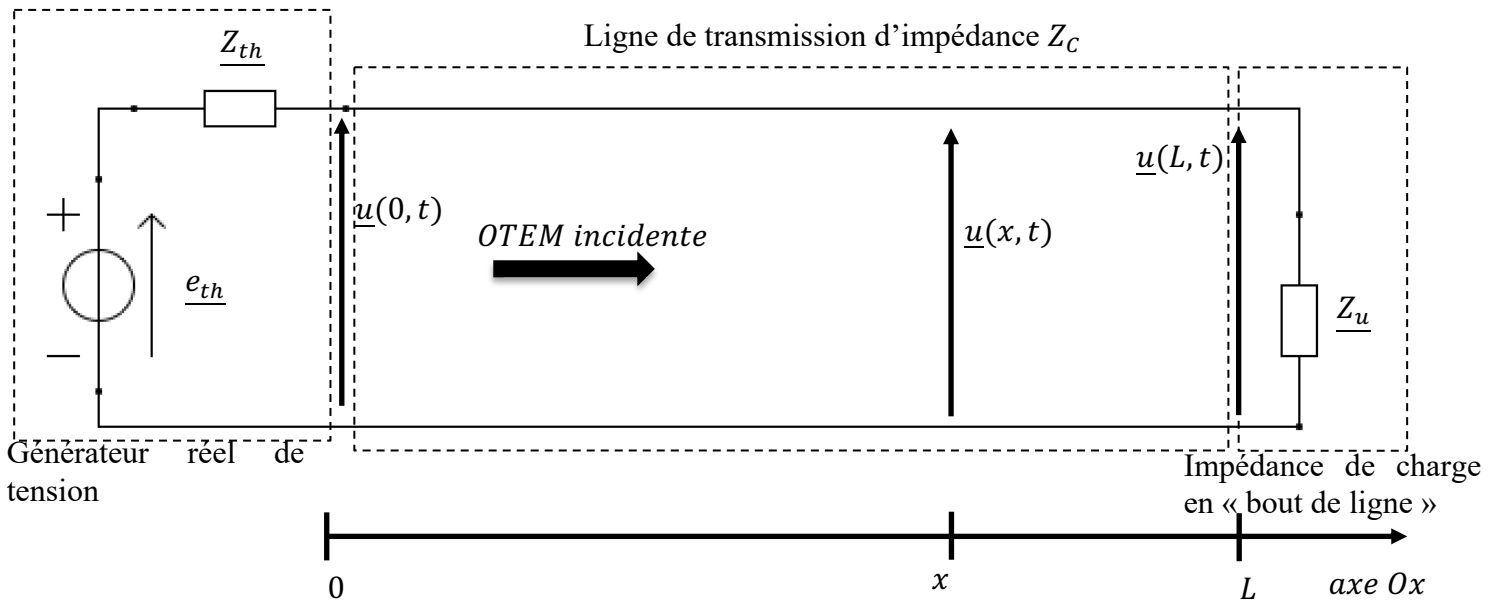 Z_th
Ligne de transmission d’impédance Z_C
u(L, t)
+
u(0, t)
OTEM incidente
u(x, t)
e_th
Z_u
−
Générateur réel de
tension
Impédance de charge
en « bout de ligne »
0
x
L
axe Ox